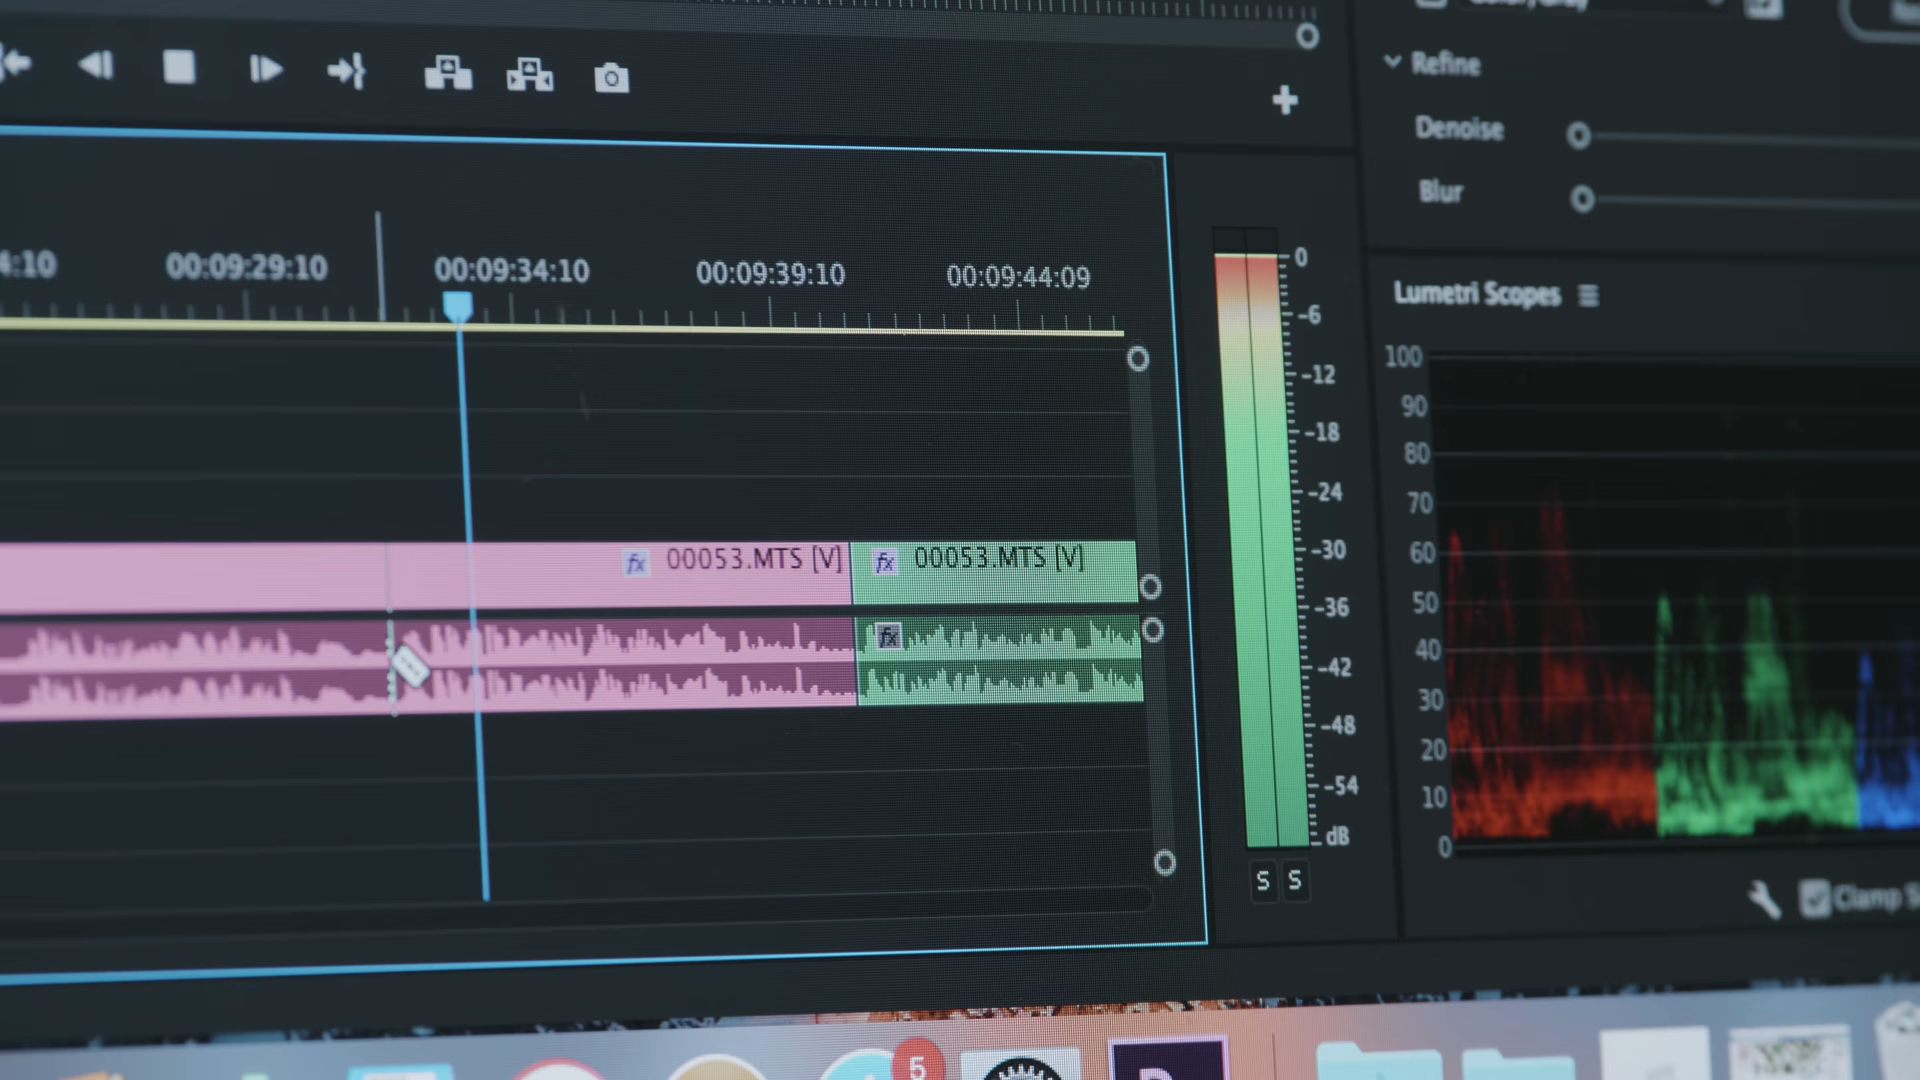 Refine
Denoise
Blur
4:10 00:09:29:10 00:09:34:10 00:09:39:10 00:09:44:09
fx 00053.MTS [V] fx 00053.MTS [V]
fx
0
-6
-12
-18
-24
-30
-36
-42
-48
-54
dB
S S
Lumetri Scopes
100
90
80
70
60
50
40
30
20
10
0
Clamp S
5